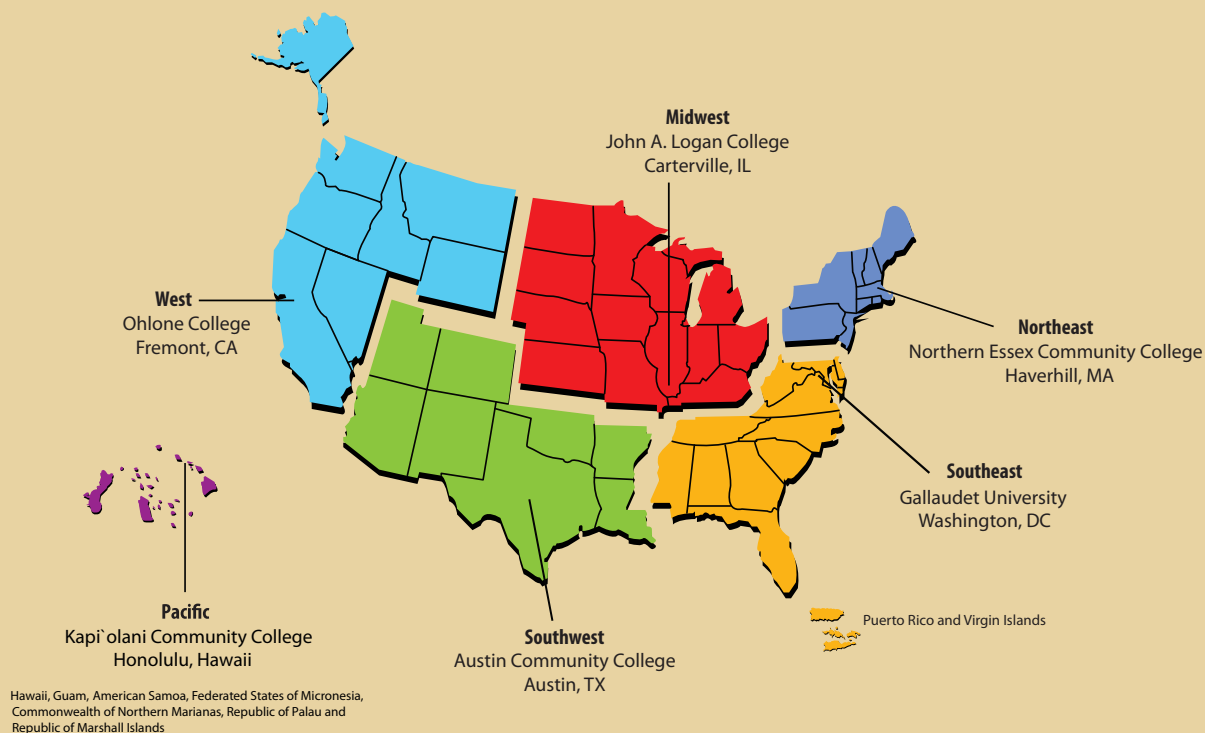 Midwest
John A. Logan College
Carterville, IL
West
Ohlone College
Fremont, CA
Northeast
Northern Essex Community College
Haverhill, MA
Southeast
Gallaudet University
Washington, DC
Pacific
Kapi`olani Community College
Honolulu, Hawaii
Southwest
Austin Community College
Austin, TX
Puerto Rico and Virgin Islands
Hawaii, Guam, American Samoa, Federated States of Micronesia,
Commonwealth of Northern Marianas, Republic of Palau and
Republic of Marshall Islands